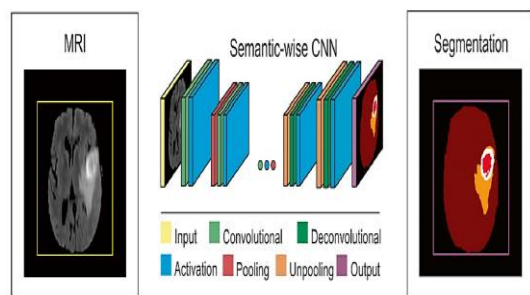 MRI
Semantic-wise CNN
Segmentation
Input Convolutional Deconvolutional
Activation Pooling Unpooling Output